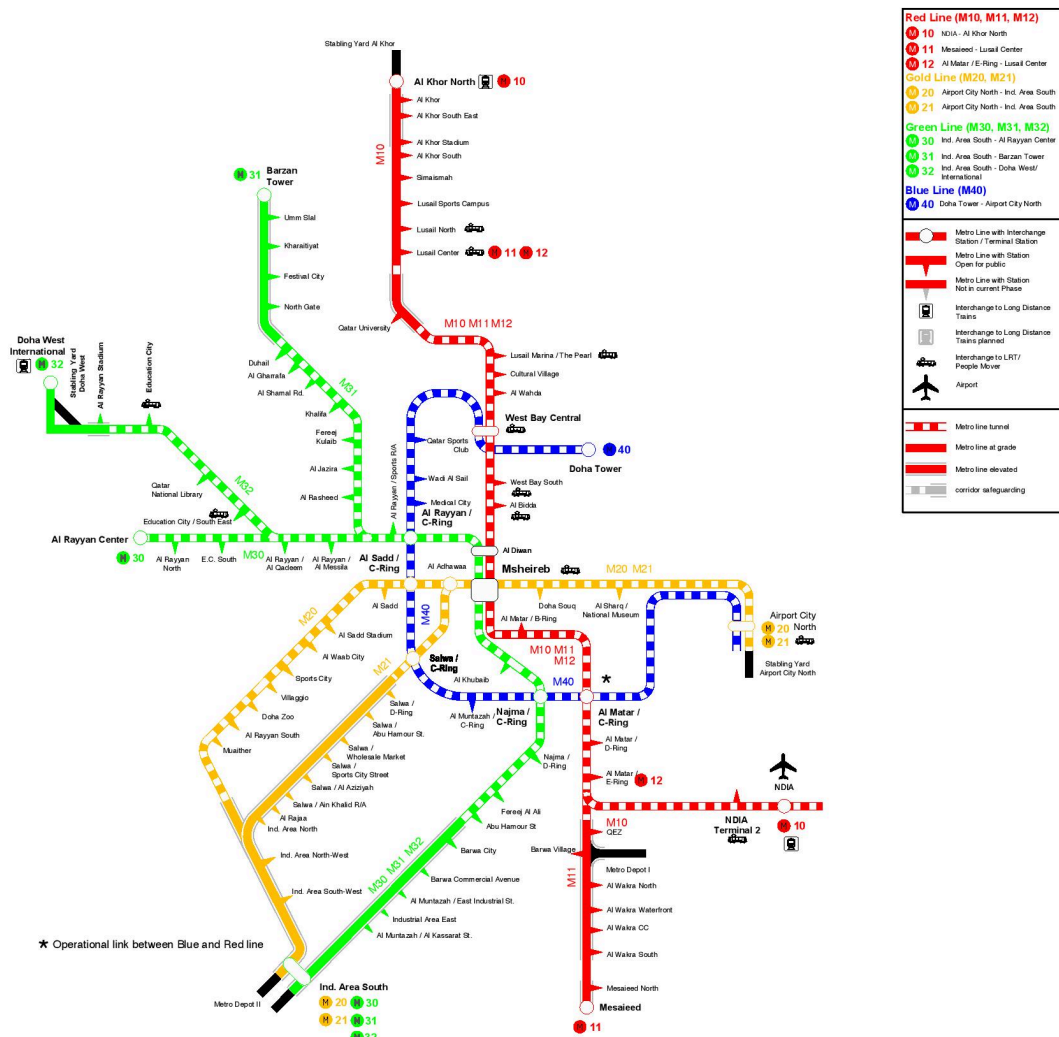 Stabling Yard Al Khor
Al Khor North
M 10
Al Khor
Al Khor South East
M10
Al Khor Stadium
Al Khor South
Simaismah
Lusail Sports Campus
Lusail North
Lusail Center
M 11 M 12
Qatar University
M10 M11 M12
Lusail Marina / The Pearl
Cultural Village
Al Wahda
West Bay Central
M 40
Doha Tower
West Bay South
Al Bidda
Al Diwan
Msheireb
M 31
Barzan
Tower
Umm Slal
Kharaitiyat
Festival City
North Gate
Duhail
Al Gharrafa
Al Shamal Rd.
M31
Khalifa
Fereej
Kulaib
Al Jazira
Al Rasheed
Doha West
International
M 32
Stabling Yard
Doha West
Al Rayyan Stadium
Education City
Qatar
National Library
M32
Education City / South East
Al Rayyan Center
M 30
Al Rayyan
North
E.C. South
M30
Al Rayyan /
Al Qadeem
Al Rayyan /
Al Messila
Al Rayyan / Sports R/A
Qatar Sports
Club
Wadi Al Sail
Medical City
Al Rayyan /
C-Ring
Al Sadd /
C-Ring
Al Adhawaa
M20 M21
Doha Souq
Al Sharq /
National Museum
Airport City
North
M 20
M 21
Stabling Yard
Airport City North
Al Sadd
M40
M20
Al Sadd Stadium
Al Waab City
Sports City
Villaggio
Doha Zoo
Al Rayyan South
Muaither
M21
Salwa /
C-Ring
Salwa /
D-Ring
Salwa /
Abu Hamour St.
Salwa /
Wholesale Market
Salwa /
Sports City Street
Salwa / Al Aziziyah
Salwa / Ain Khalid R/A
Al Rajaa
Ind. Area North
Ind. Area North-West
Ind. Area South-West
Al Matar / B-Ring
M10 M11
M12
Al Khubaib
M40
*
Al Muntazah /
C-Ring
Najma /
C-Ring
Al Matar /
C-Ring
Najma /
D-Ring
Al Matar /
D-Ring
Al Matar /
E-Ring
M 12
NDIA
M 10
NDIA
Terminal 2
M10
QEZ
Barwa Village
Metro Depot I
M11
Al Wakra North
Al Wakra Waterfront
Al Wakra CC
Al Wakra South
Mesaieed North
Mesaieed
M 11
Fereej Al Ali
Abu Hamour St
Barwa City
M30 M31 M32
Barwa Commercial Avenue
Al Muntazah / East Industrial St.
Industrial Area East
Al Muntazah / Al Kassarat St.
* Operational link between Blue and Red line
Metro Depot II
Ind. Area South
M 20 M 30
M 21 M 31
M 32
Red Line (M10, M11, M12)
M 10 NDIA - Al Khor North
M 11 Mesaieed - Lusail Center
M 12 Al Matar / E-Ring - Lusail Center
Gold Line (M20, M21)
M 20 Airport City North - Ind. Area South
M 21 Airport City North - Ind. Area South
Green Line (M30, M31, M32)
M 30 Ind. Area South - Al Rayyan Center
M 31 Ind. Area South - Barzan Tower
M 32 Ind. Area South - Doha West/
International
Blue Line (M40)
M 40 Doha Tower - Airport City North
Metro Line with Interchange
Station / Terminal Station
Metro Line with Station
Open for public
Metro Line with Station
Not in current Phase
Interchange to Long Distance
Trains
Interchange to Long Distance
Trains planned
Interchange to LRT/
People Mover
Airport
Metro line tunnel
Metro line at grade
Metro line elevated
corridor safeguarding